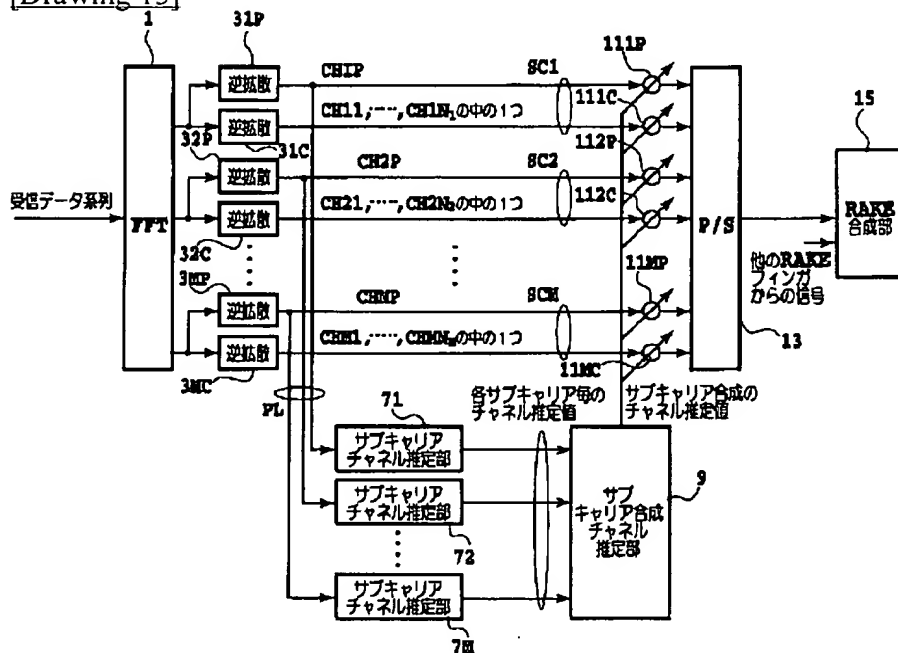 [Drawing 15]
1
31P
逆拡散
CH1P
SC1
111P
逆拡散
31C
CH11,……,CH1N₁の中の1つ
111C
15
32P
逆拡散
CH2P
SC2
112P
受信データ系列
FFT
逆拡散
32C
CH21,……,CH2N₂の中の1つ
112C
P/S
RAKE
合成部
他のRAKE
フィンガ
からの信号
3MP
逆拡散
CHMP
SCM
11MP
逆拡散
3MC
CHM1,……,CHMN_Mの中の1つ
11MC
13
PL
各サブキャリア毎の
チャネル推定値
サブキャリア合成の
チャネル推定値
71
サブキャリア
チャネル推定部
サブキャリア
チャネル推定部
72
サブキャリア
チャネル推定部
7M
サブ
キャリア合成
チャネル
推定部
9